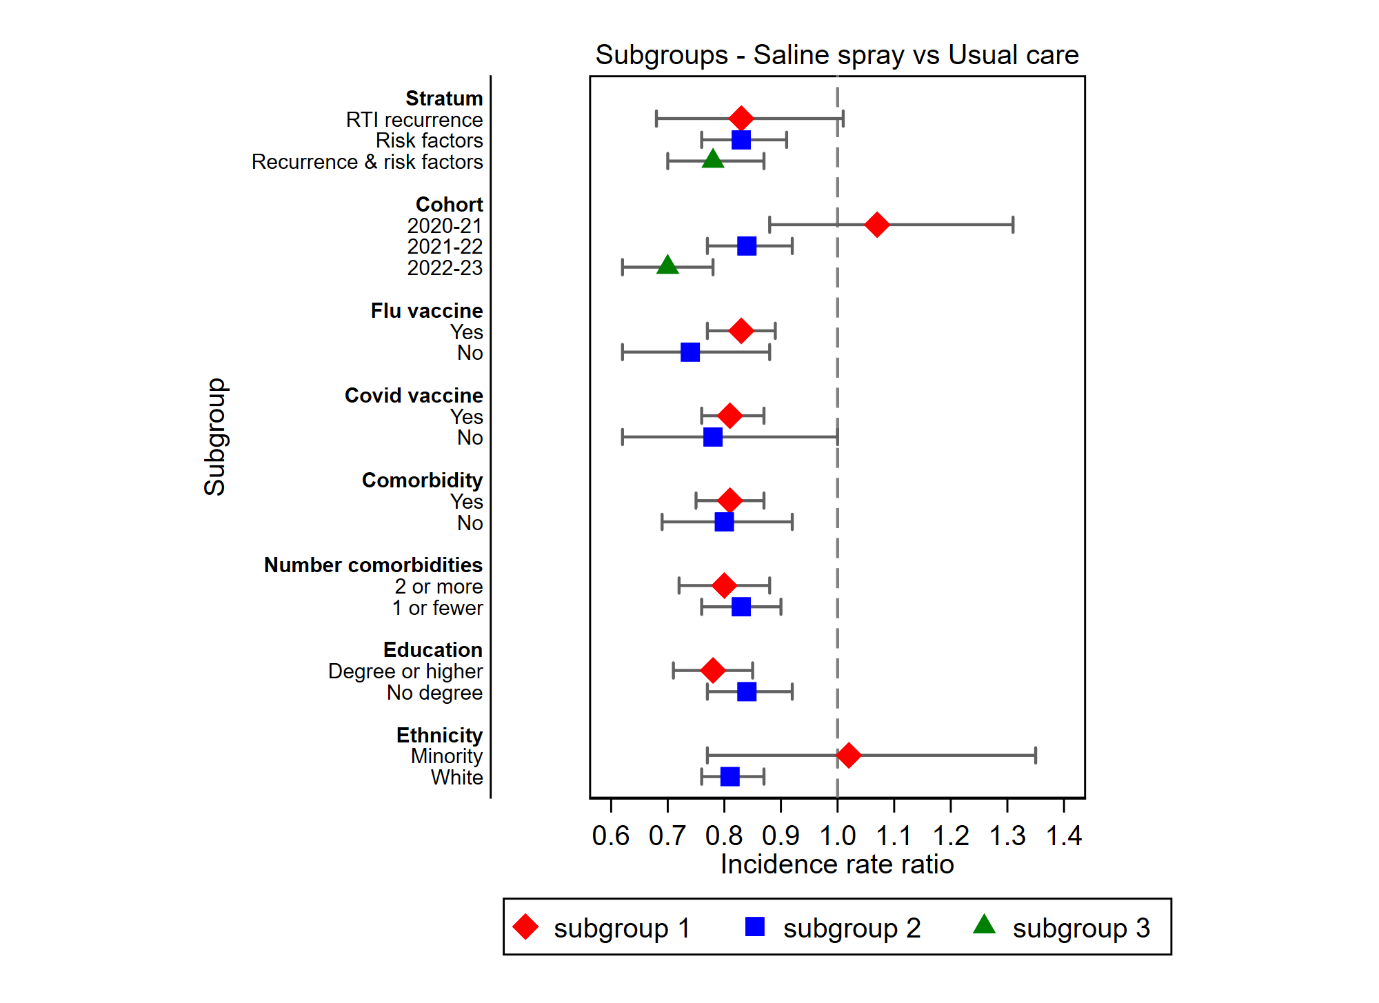 Subgroups - Saline spray vs Usual care
Subgroup
Stratum
RTI recurrence
Risk factors
Recurrence & risk factors
Cohort
2020-21
2021-22
2022-23
Flu vaccine
Yes
No
Covid vaccine
Yes
No
Comorbidity
Yes
No
Number comorbidities
2 or more
1 or fewer
Education
Degree or higher
No degree
Ethnicity
Minority
White
0.6 0.7 0.8 0.9 1.0 1.1 1.2 1.3 1.4
Incidence rate ratio
subgroup 1 subgroup 2 subgroup 3